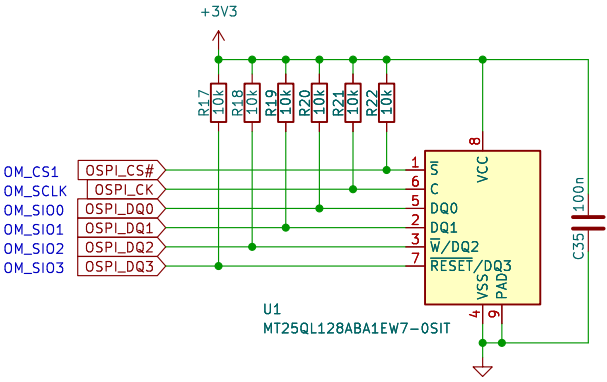 +3V3
R17 10k
R18 10k
R19 10k
R20 10k
R21 10k
R22 10k
8
VCC
100n
C35
OM_CS1 OSPI_CS# 1 S
OM_SCLK OSPI_CK 6 C
OM_SIO0 OSPI_DQ0 5 DQ0
OM_SIO1 OSPI_DQ1 2 DQ1
OM_SIO2 OSPI_DQ2 3 W/DQ2
OM_SIO3 OSPI_DQ3 7 RESET/DQ3
VSS
PAD
4
9
U1
MT25QL128ABA1EW7-0SIT